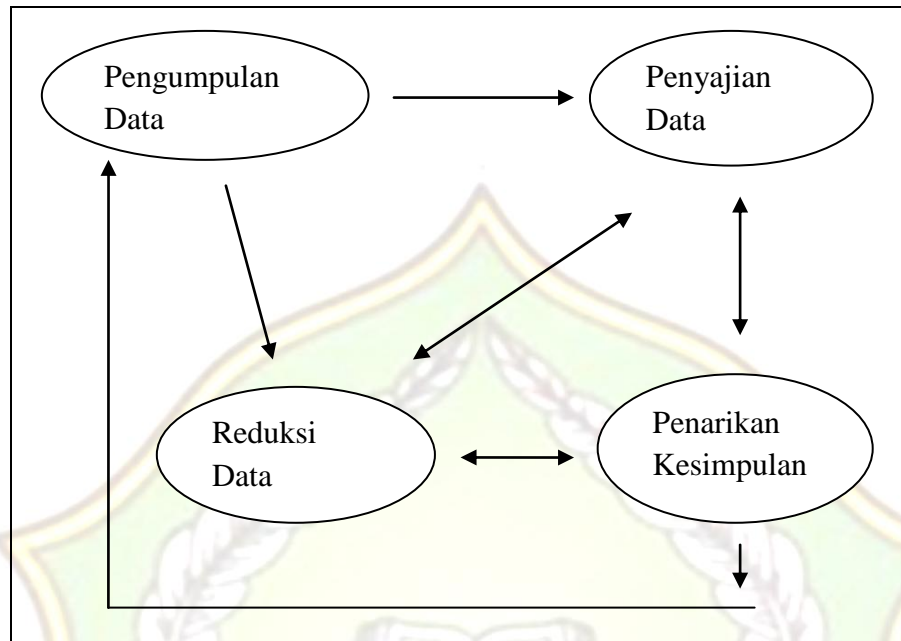 Pengumpulan
Data
Penyajian
Data
Reduksi
Data
Penarikan
Kesimpulan